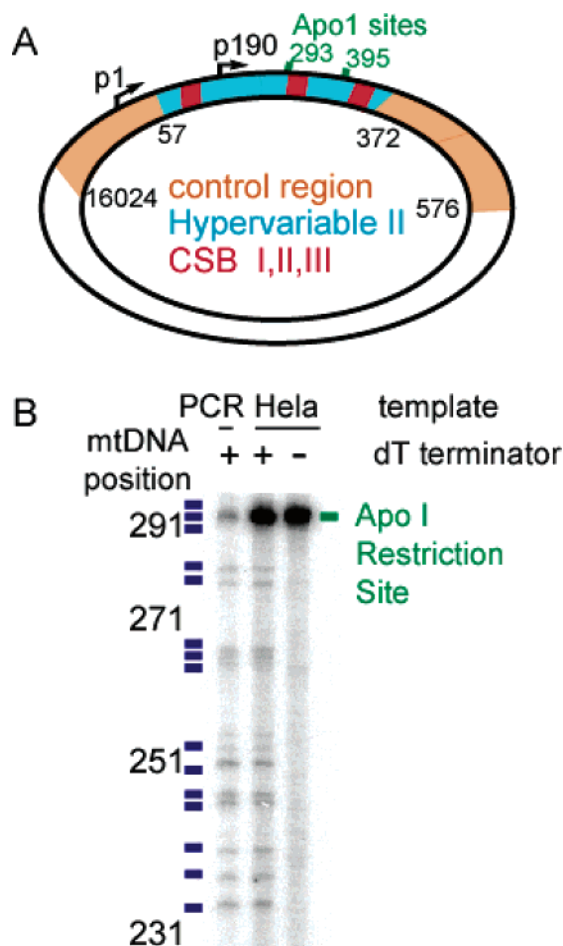 A
Apo1 sites
p190
293
395
p1
57
372
16024
control region
576
Hypervariable II
CSB I,II,III
B
PCR Hela template
mtDNA
position
+ + - dT terminator
291
Apo I
Restriction
Site
271
251
231